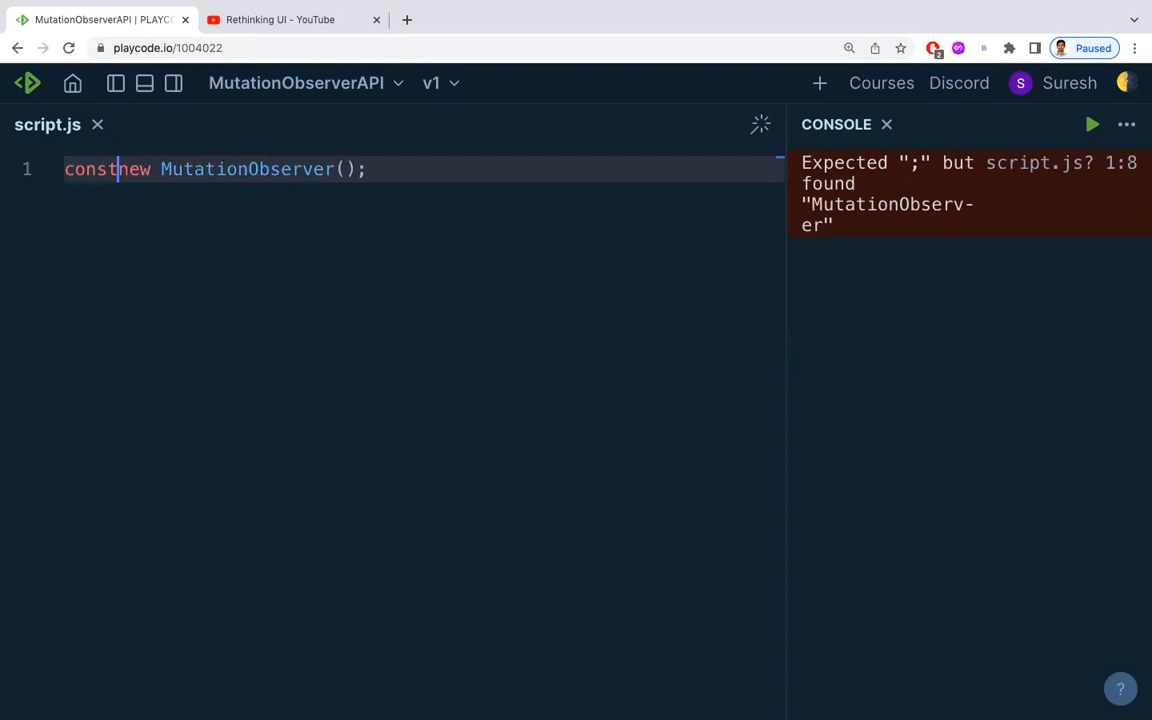 MutationObserverAPI | PLAYCO
Rethinking UI - YouTube
playcode.io/1004022
2
Paused
MutationObserverAPI
v1
Courses
Discord
S
Suresh
script.js
CONSOLE
1
constnew MutationObserver();
Expected ";" but script.js? 1:8
found
"MutationObserv-
er"
?